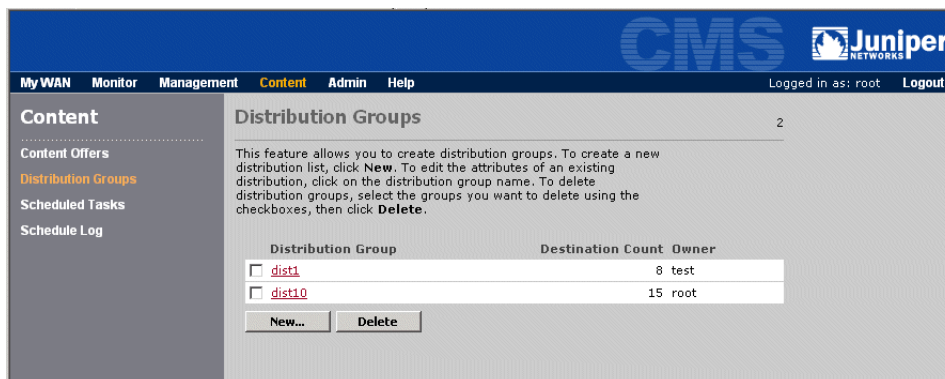 CMS
Juniper
NETWORKS
My WAN Monitor Management Content Admin Help Logged in as: root Logout
Content
Content Offers
Distribution Groups
Scheduled Tasks
Schedule Log
Distribution Groups 2
This feature allows you to create distribution groups. To create a new
distribution list, click New. To edit the attributes of an existing
distribution, click on the distribution group name. To delete
distribution groups, select the groups you want to delete using the
checkboxes, then click Delete.
Distribution Group Destination Count Owner
dist1 8 test
dist10 15 root
New... Delete